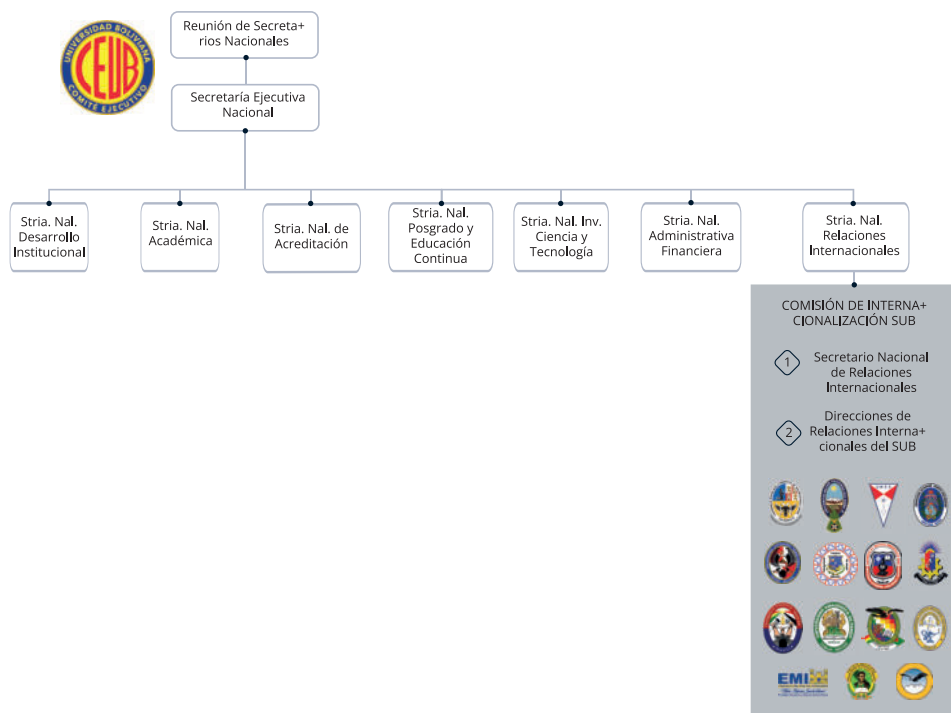 UNIVERSIDAD BOLIVIANA
CEUB
COMITÉ EJECUTIVO
Reunión de Secreta+
rios Nacionales
Secretaría Ejecutiva
Nacional
Stria. Nal.
Desarrollo
Institucional
Stria. Nal.
Académica
Stria. Nal. de
Acreditación
Stria. Nal.
Posgrado y
Educación
Continua
Stria. Nal. Inv.
Ciencia y
Tecnología
Stria. Nal.
Administrativa
Financiera
Stria. Nal.
Relaciones
Internacionales
COMISIÓN DE INTERNA+
CIONALIZACIÓN SUB
1
Secretario Nacional
de Relaciones
Internacionales
2
Direcciones de
Relaciones Interna+
cionales del SUB
EMI